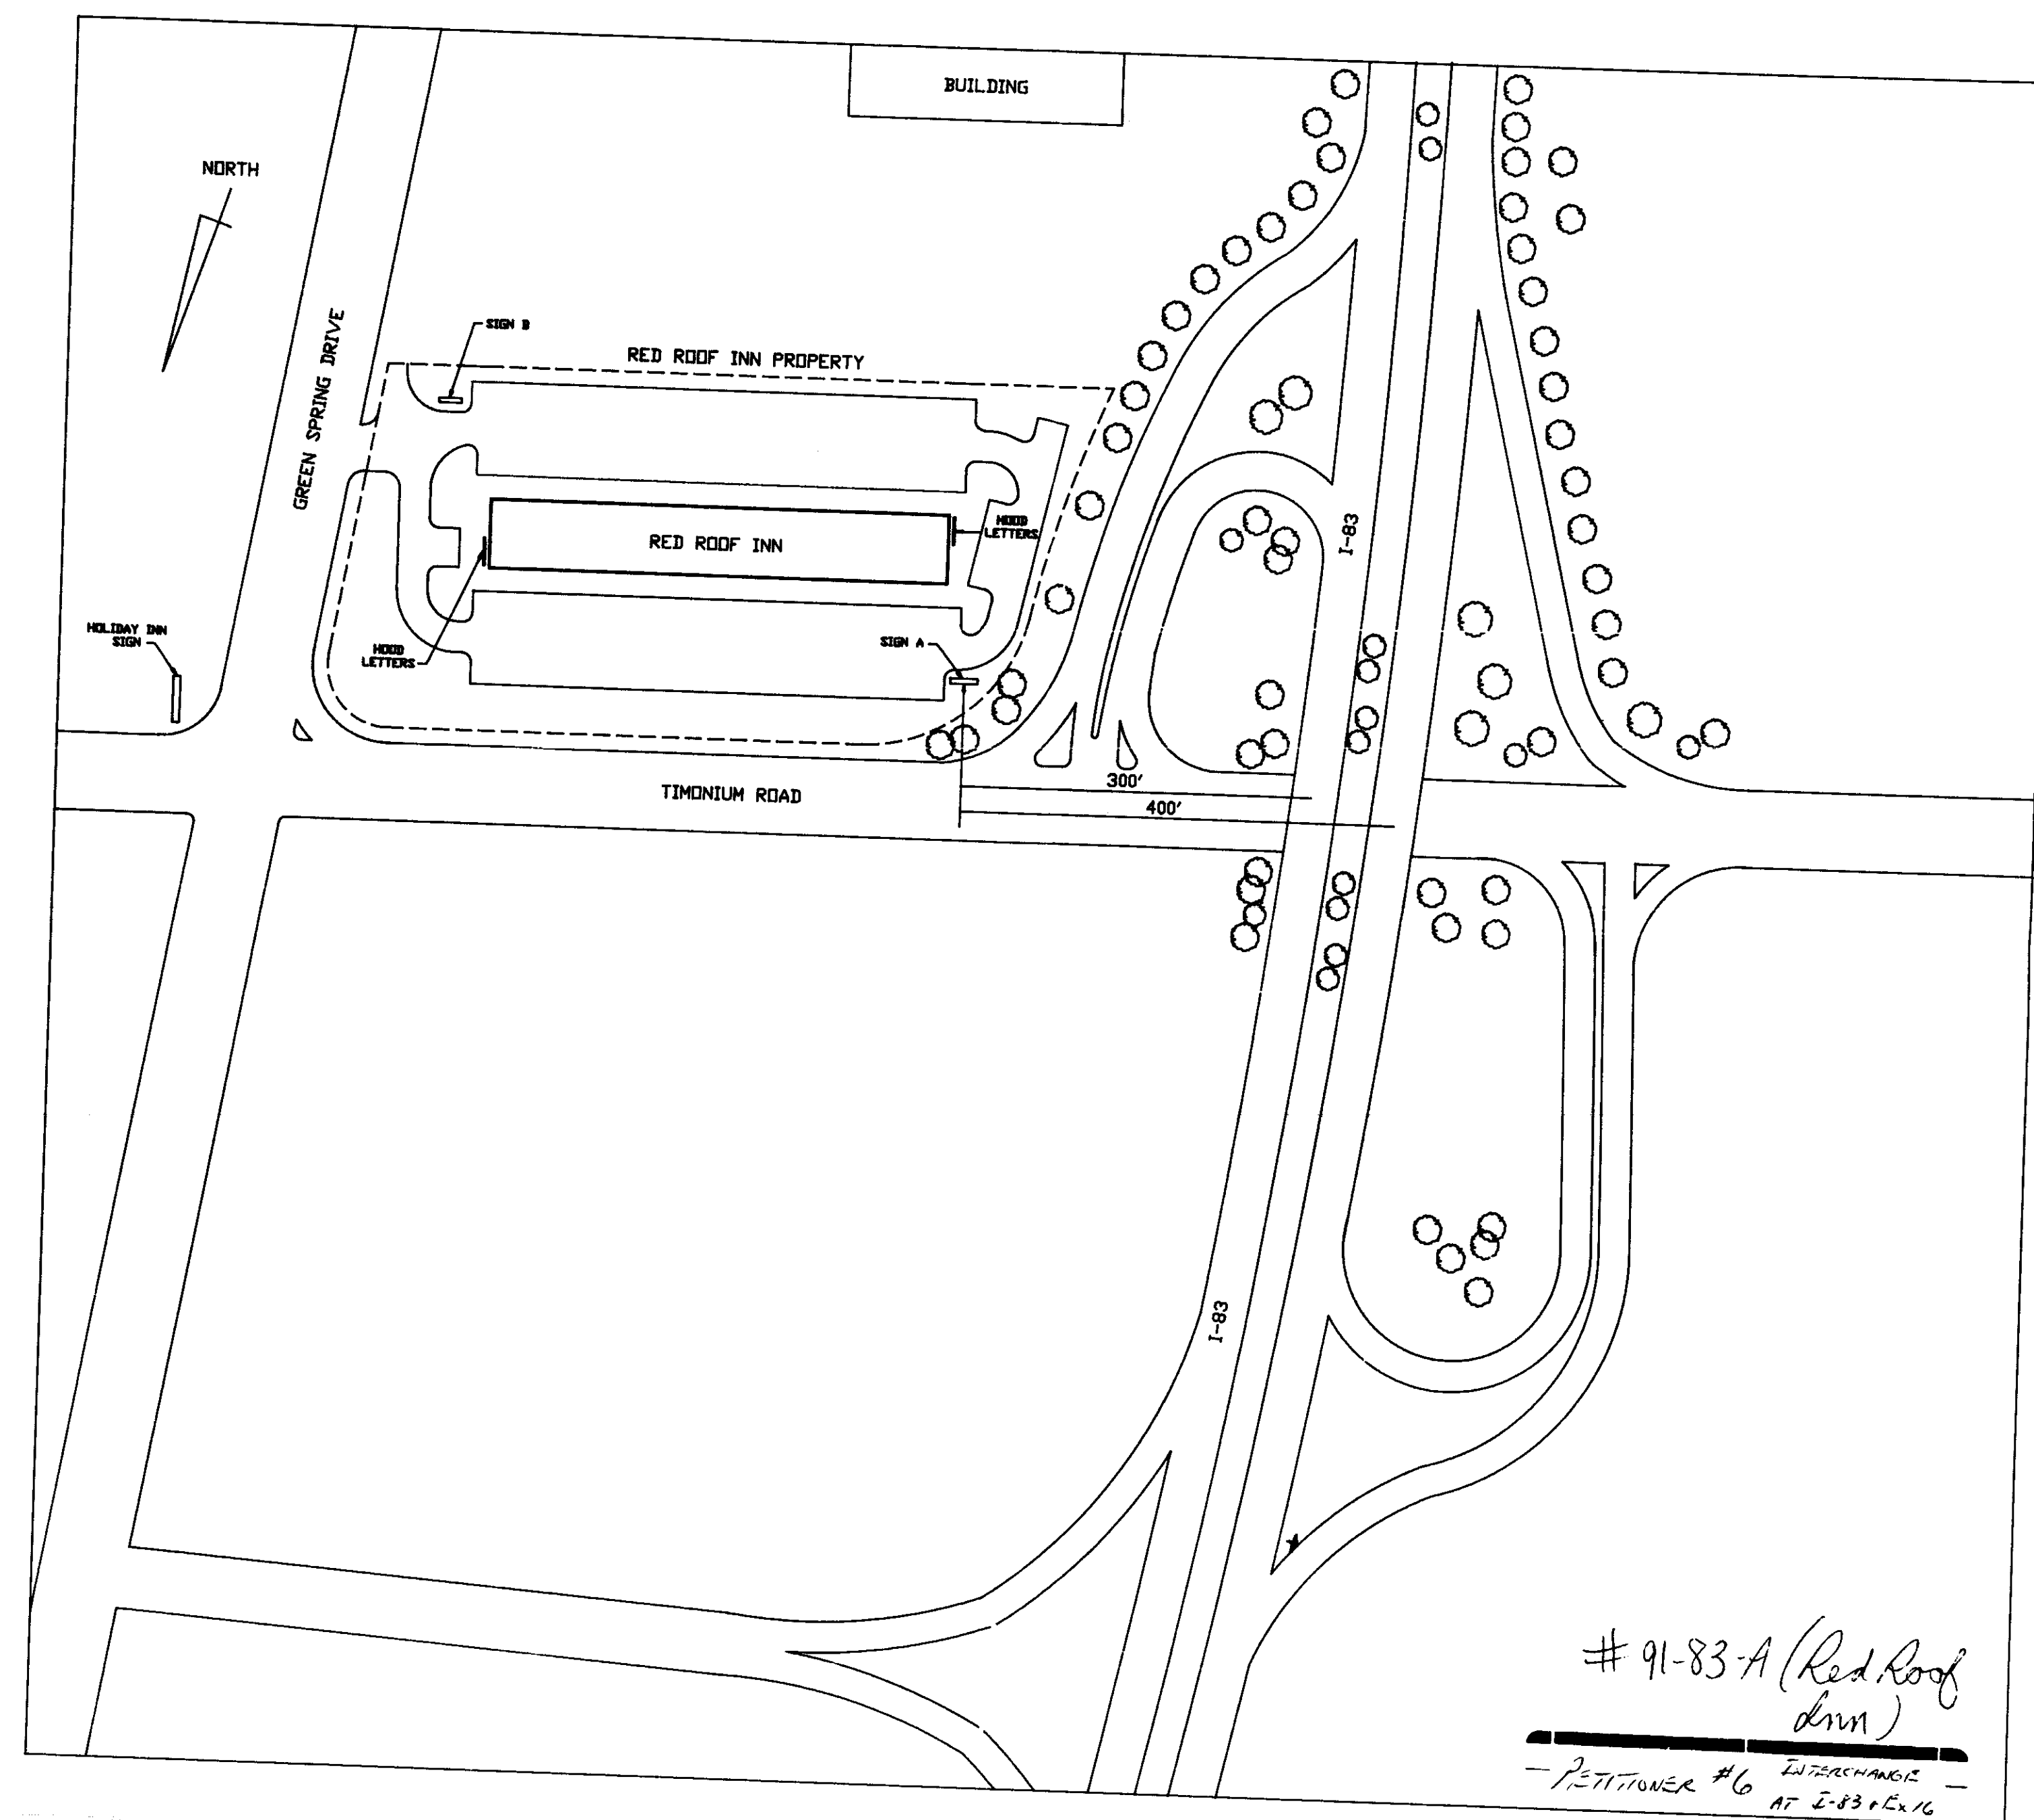 BUILDING
NORTH
SIGN B
RED ROOF INN PROPERTY
GREEN SPRING DRIVE
HOOD
LETTERS
RED ROOF INN
I-83
HOLIDAY INN
SIGN
HOOD
LETTERS
SIGN A
300'
TIMONIUM ROAD
400'
I-83
# 91-83-A (Red Roof
Inn)
- PETITIONER #6 INTERCHANGE -
AT I-83 & Ex 16